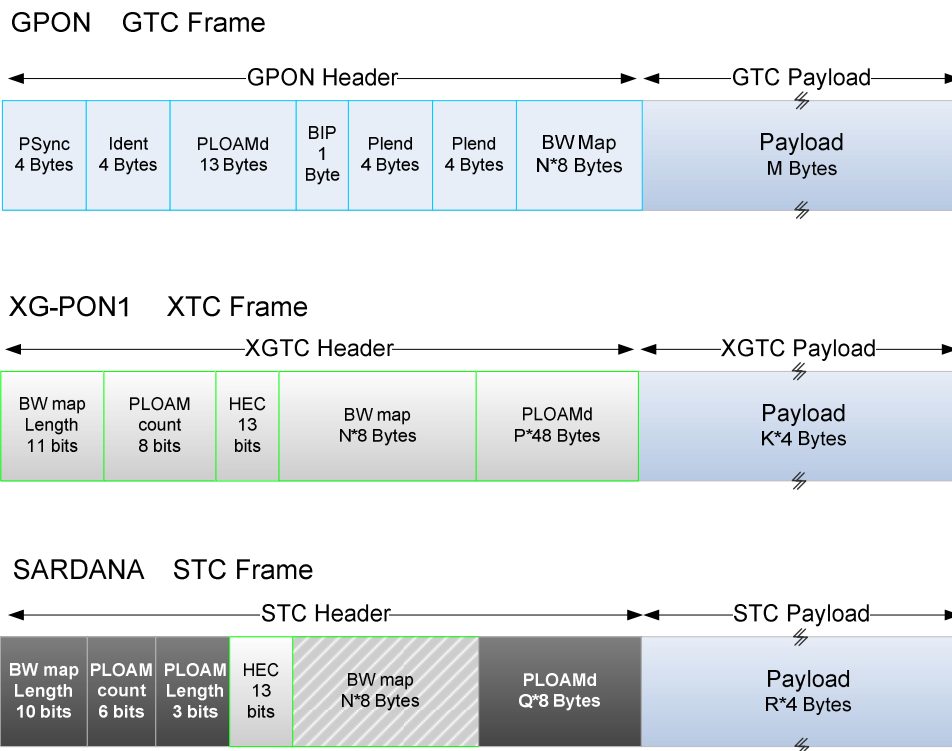 GPON GTC Frame
GPON Header
GTC Payload
PSync
4 Bytes
Ident
4 Bytes
PLOAMd
13 Bytes
BIP
1
Byte
Plend
4 Bytes
Plend
4 Bytes
BW Map
N*8 Bytes
Payload
M Bytes
XG-PON1 XTC Frame
XGTC Header
XGTC Payload
BW map
Length
11 bits
PLOAM
count
8 bits
HEC
13
bits
BW map
N*8 Bytes
PLOAMd
P*48 Bytes
Payload
K*4 Bytes
SARDANA STC Frame
STC Header
STC Payload
BW map
Length
10 bits
PLOAM
count
6 bits
PLOAM
Length
3 bits
HEC
13
bits
BW map
N*8 Bytes
PLOAMd
Q*8 Bytes
Payload
R*4 Bytes